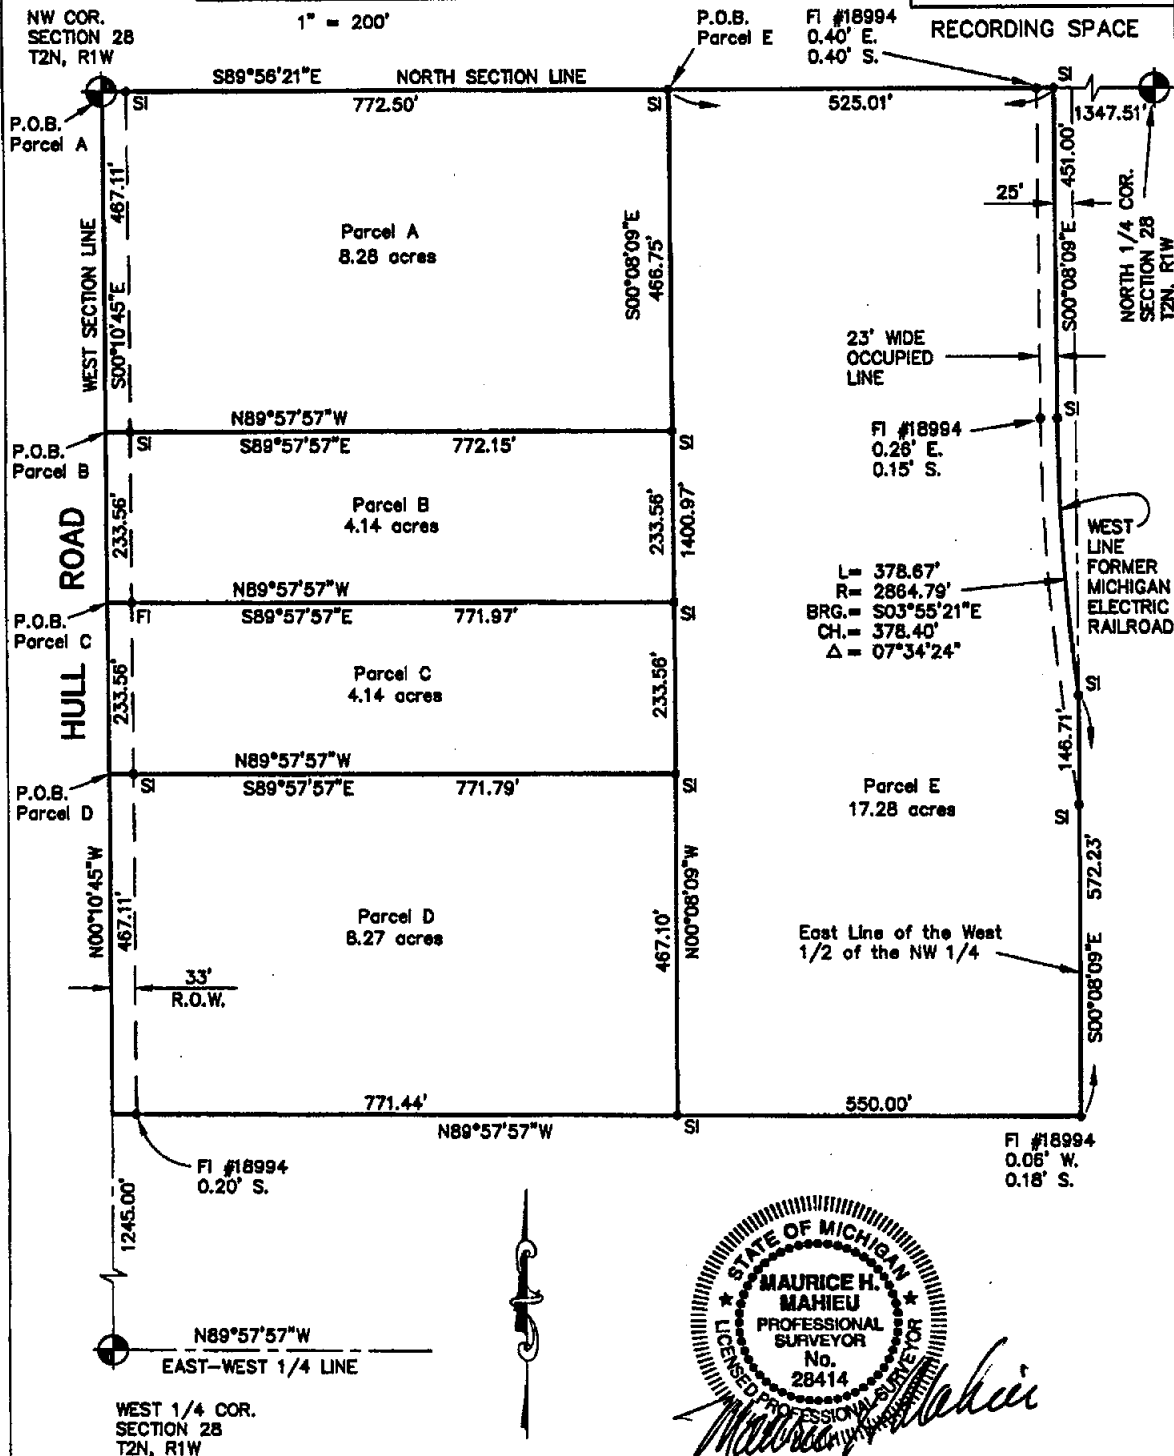 NW COR.
SECTION 28
T2N, R1W
1" = 200'
P.O.B.
Parcel E
FI #18994
0.40' E.
0.40' S.
RECORDING SPACE
S89°56'21"E
NORTH SECTION LINE
SI
772.50'
SI
525.01'
SI
1347.51'
P.O.B.
Parcel A
467.11'
WEST SECTION LINE
S00°10'45"E
Parcel A
8.28 acres
S00°08'09"E
466.75'
25'
451.00'
S00°08'09"E
NORTH 1/4 COR.
SECTION 28
T2N, R1W
23' WIDE
OCCUPIED
LINE
SI
FI #18994
0.26' E.
0.15' S.
N89°57'57"W
SI
S89°57'57"E
772.15'
SI
P.O.B.
Parcel B
HULL ROAD
233.56'
Parcel B
4.14 acres
233.56'
1400.97'
WEST
LINE
FORMER
MICHIGAN
ELECTRIC
RAILROAD
L= 378.67'
R= 2864.79'
BRG.= S03°55'21"E
CH.= 378.40'
Δ= 07°34'24"
N89°57'57"W
FI
S89°57'57"E
771.97'
SI
P.O.B.
Parcel C
233.56'
Parcel C
4.14 acres
233.56'
SI
146.71'
N89°57'57"W
SI
S89°57'57"E
771.79'
SI
P.O.B.
Parcel D
Parcel E
17.28 acres
SI
572.23'
N00°10'45"W
467.11'
Parcel D
8.27 acres
467.10'
N00°08'09"W
East Line of the West
1/2 of the NW 1/4
S00°08'09"E
33'
R.O.W.
771.44'
N89°57'57"W
SI
550.00'
FI #18994
0.20' S.
FI #18994
0.06' W.
0.18' S.
1245.00'
N89°57'57"W
EAST-WEST 1/4 LINE
WEST 1/4 COR.
SECTION 28
T2N, R1W
STATE OF MICHIGAN
MAURICE H.
MAHIEU
PROFESSIONAL
SURVEYOR
No.
28414
LICENSED PROFESSIONAL SURVEYOR
Maurice H Mahieu